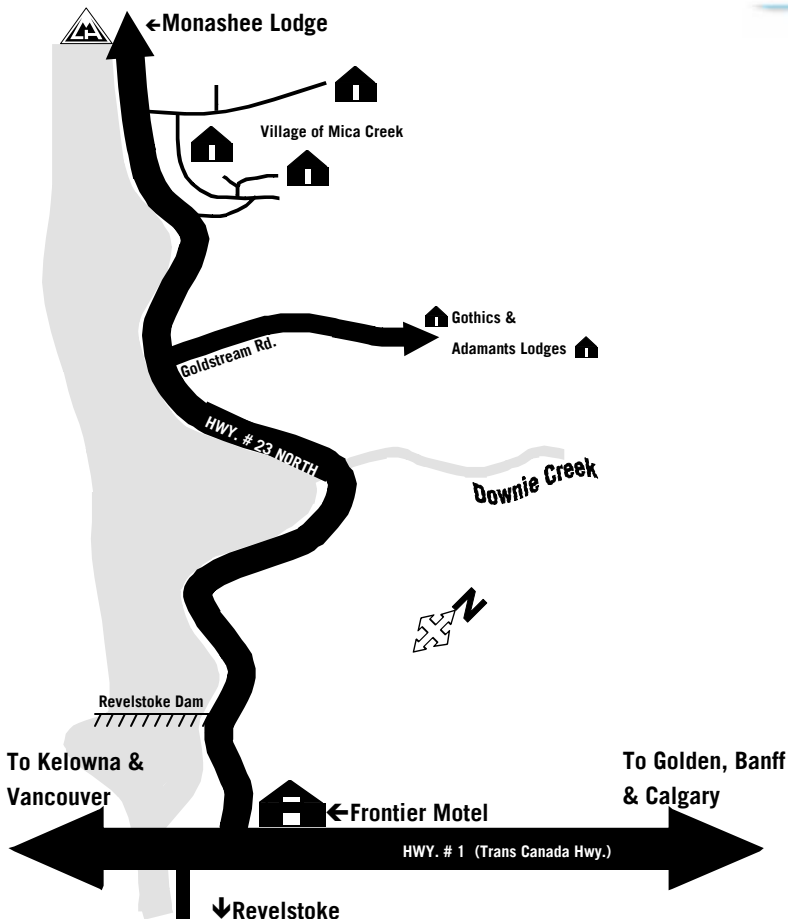 ←Monashee Lodge
Village of Mica Creek
Gothics &
Adamants Lodges
Goldstream Rd.
HWY. # 23 NORTH
Downie Creek
N
Revelstoke Dam
To Kelowna &
Vancouver
To Golden, Banff
& Calgary
←Frontier Motel
HWY. # 1 (Trans Canada Hwy.)
↓Revelstoke